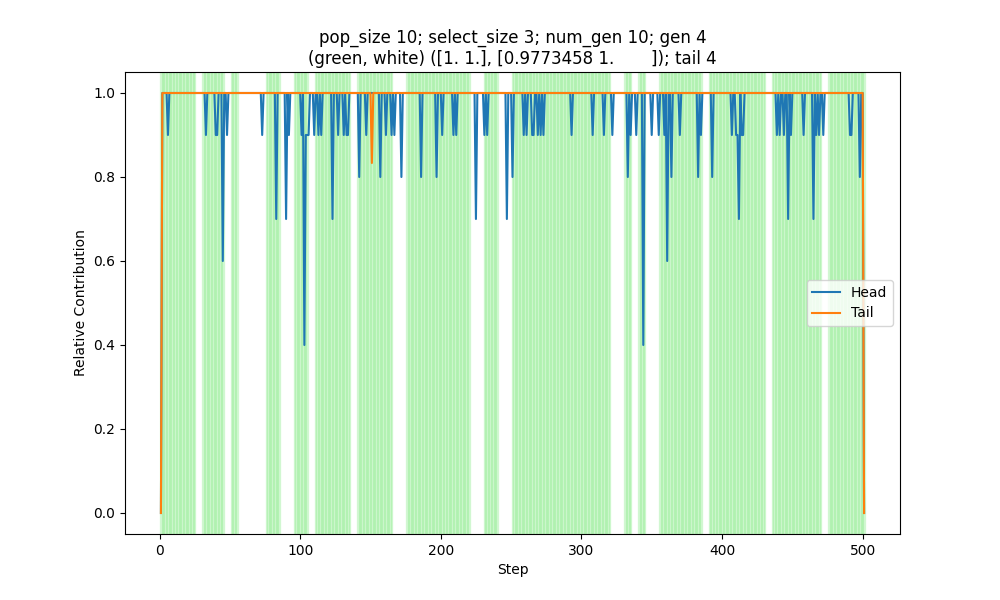 pop_size 10; select_size 3; num_gen 10; gen 4
(green, white) ([1. 1.], [0.9773458 1.        ]); tail 4
1.0
0.8
0.6
0.4
0.2
0.0
Relative Contribution
Head
Tail
0 100 200 300 400 500
Step